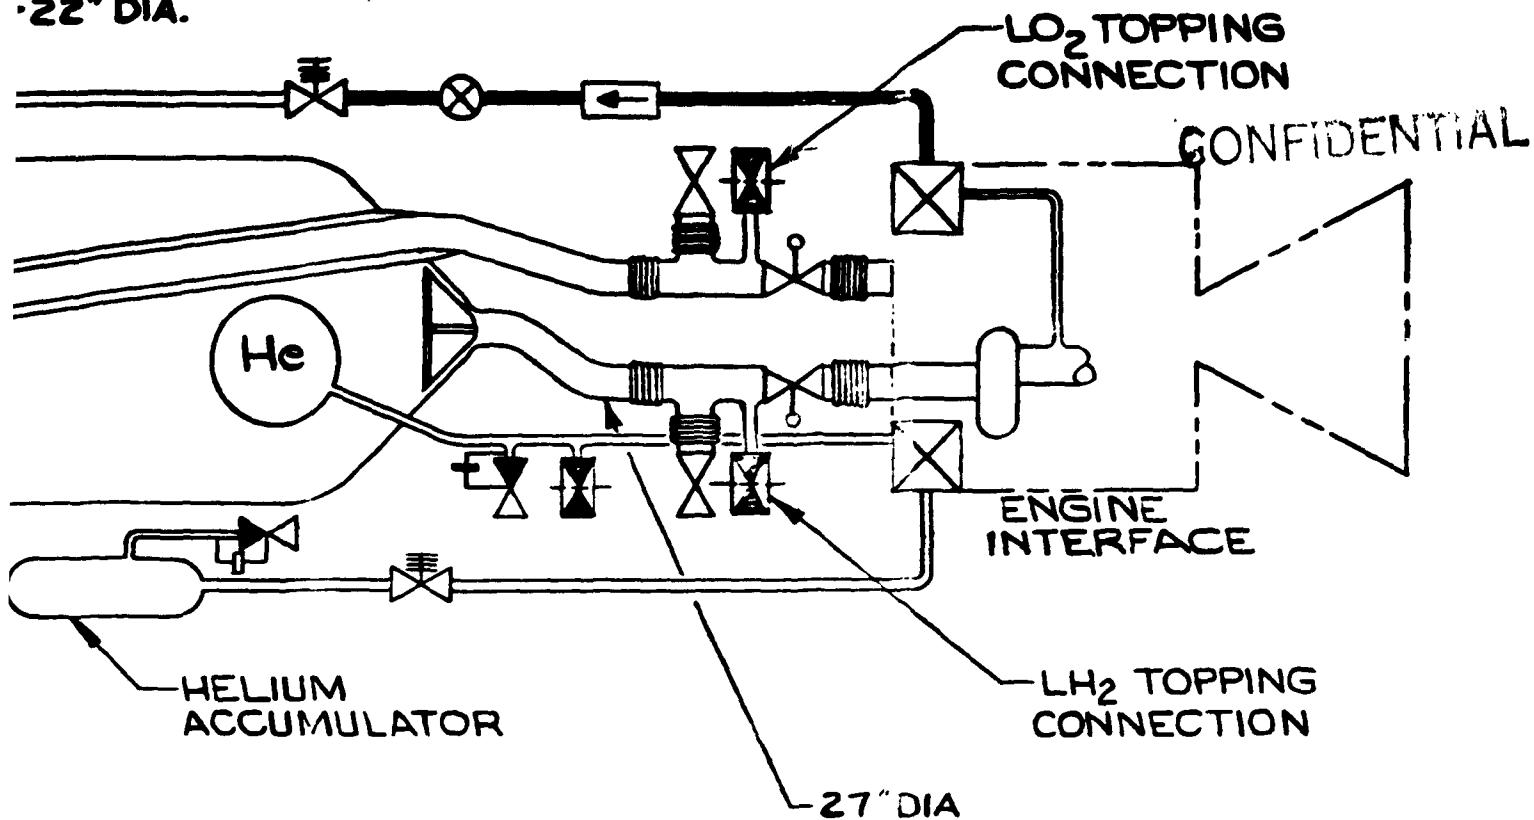 ·22" DIA.
LO₂ TOPPING
CONNECTION
CONFIDENTIAL
He
ENGINE
INTERFACE
HELIUM
ACCUMULATOR
LH₂ TOPPING
CONNECTION
27" DIA